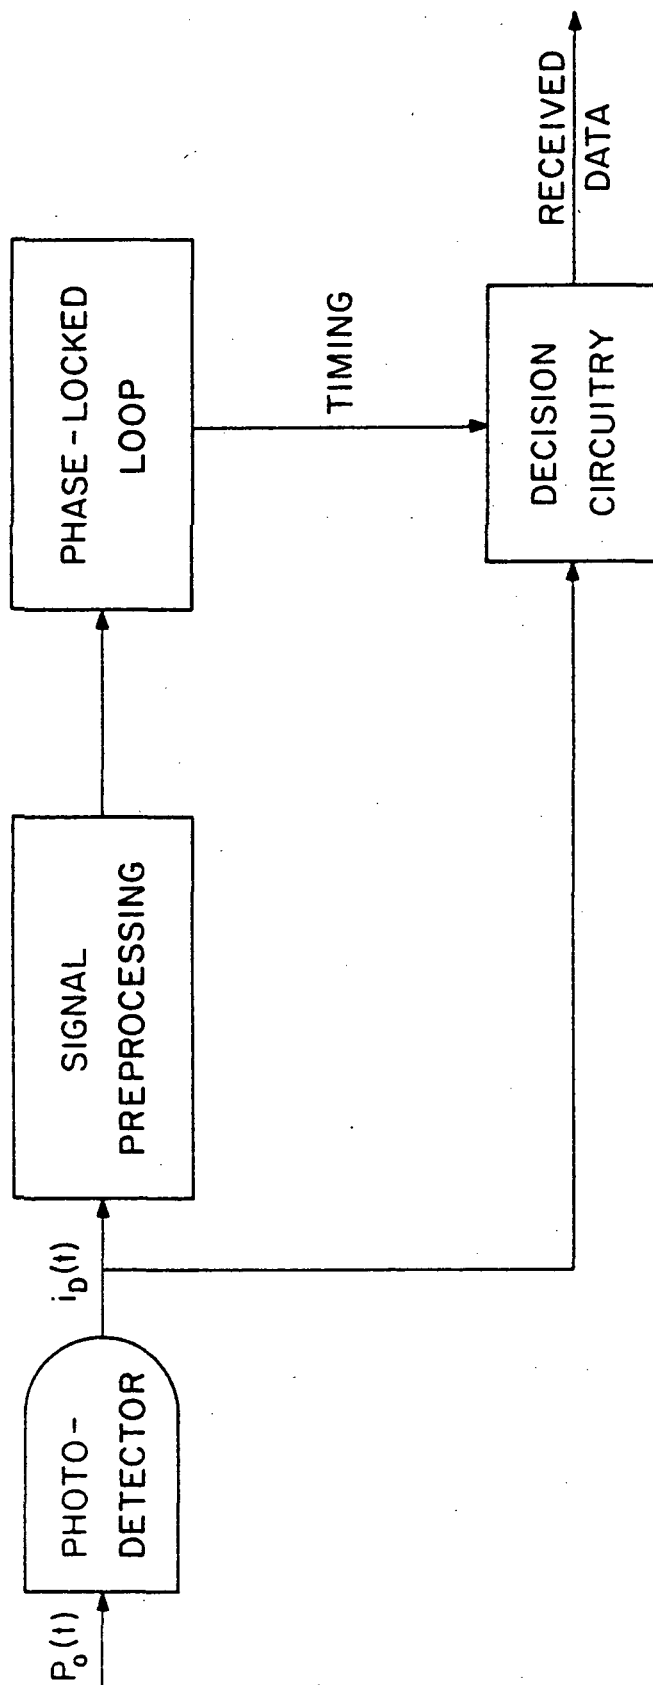 P₀(t)
PHOTO-
DETECTOR
i_D(t)
SIGNAL
PREPROCESSING
PHASE-LOCKED
LOOP
TIMING
DECISION
CIRCUITRY
RECEIVED
DATA